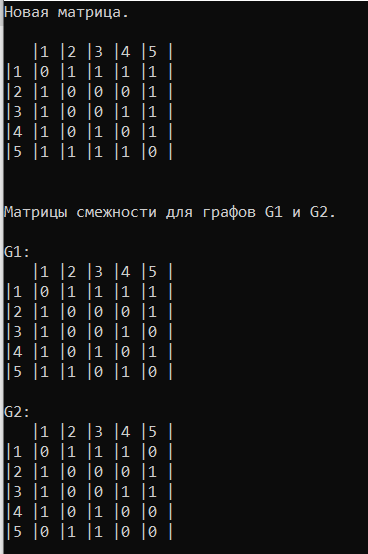 Новая матрица.
   |1 |2 |3 |4 |5 |
|1 |0 |1 |1 |1 |1 |
|2 |1 |0 |0 |0 |1 |
|3 |1 |0 |0 |1 |1 |
|4 |1 |0 |1 |0 |1 |
|5 |1 |1 |1 |1 |0 |
Матрицы смежности для графов G1 и G2.
G1:
   |1 |2 |3 |4 |5 |
|1 |0 |1 |1 |1 |1 |
|2 |1 |0 |0 |0 |1 |
|3 |1 |0 |0 |1 |0 |
|4 |1 |0 |1 |0 |1 |
|5 |1 |1 |0 |1 |0 |
G2:
   |1 |2 |3 |4 |5 |
|1 |0 |1 |1 |1 |0 |
|2 |1 |0 |0 |0 |1 |
|3 |1 |0 |0 |1 |1 |
|4 |1 |0 |1 |0 |0 |
|5 |0 |1 |1 |0 |0 |